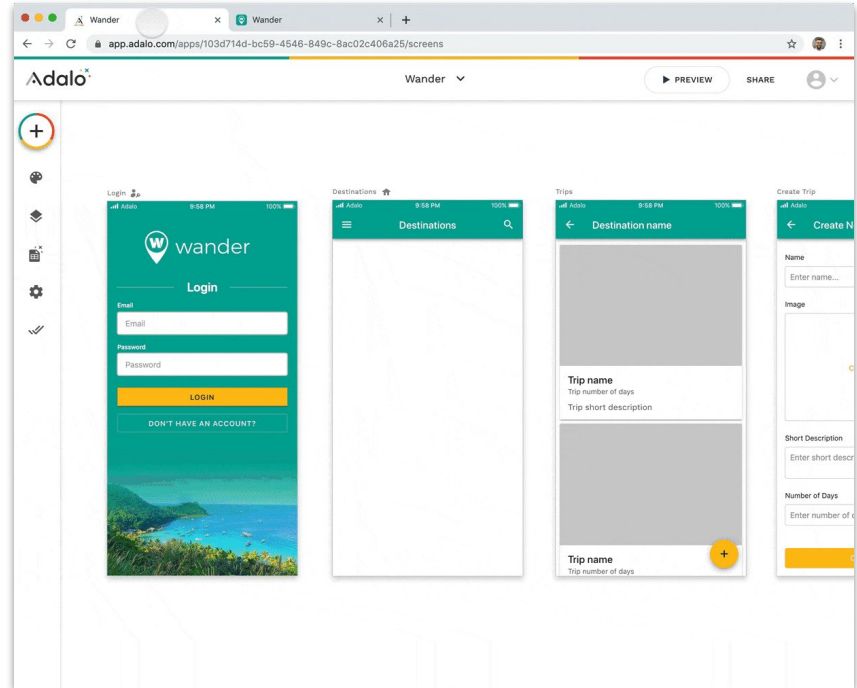 Wander
Wander
app.adalo.com/apps/103d714d-bc59-4546-849c-8ac02c406a25/screens
Adalo
Wander
PREVIEW
SHARE
Login
Adalo 9:58 PM 100%
W wander
Login
Email
Email
Password
Password
LOGIN
DON'T HAVE AN ACCOUNT?
Destinations
Adalo 9:58 PM 100%
Destinations
Trips
Adalo 9:58 PM 100%
Destination name
Trip name
Trip number of days
Trip short description
Trip name
Trip number of days
Create Trip
Adalo
Create N
Name
Enter name...
Image
Short Description
Enter short descr
Number of Days
Enter number of